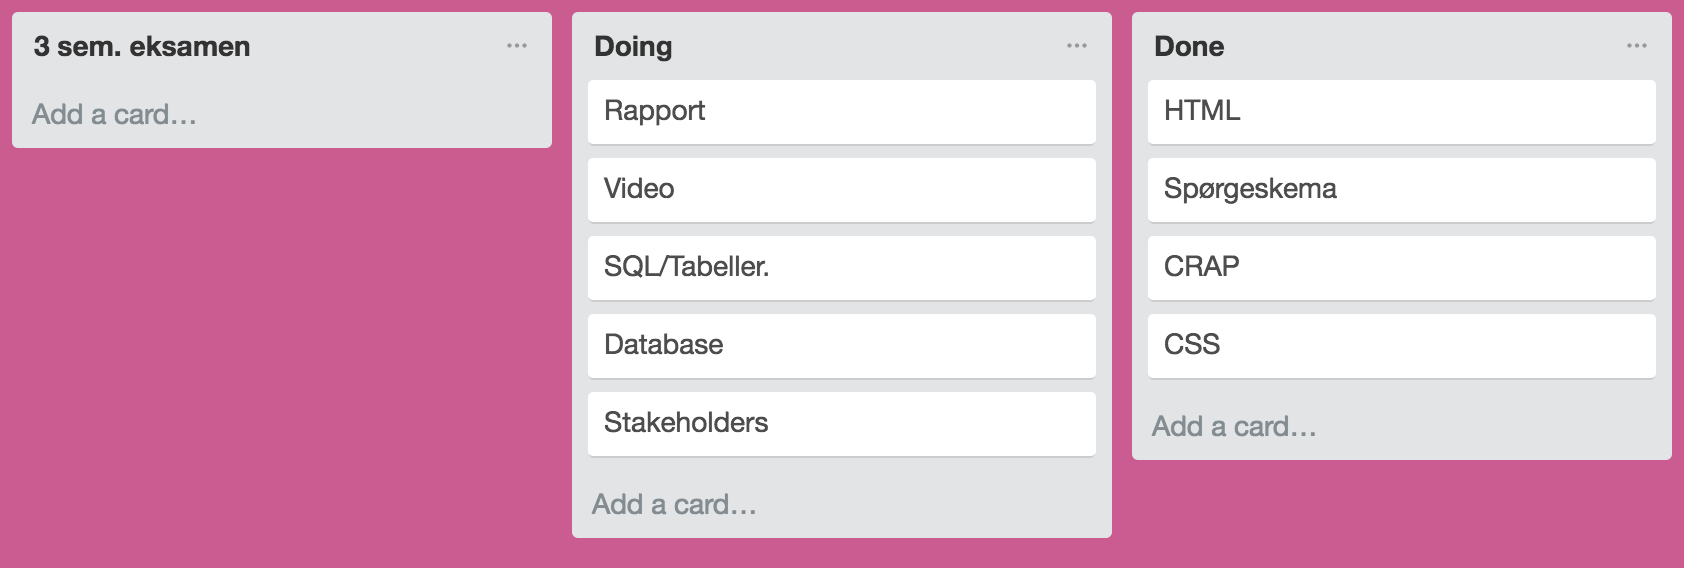 3 sem. eksamen
Add a card...
Doing
Rapport
Video
SQL/Tabeller.
Database
Stakeholders
Add a card...
Done
HTML
Spørgeskema
CRAP
CSS
Add a card...